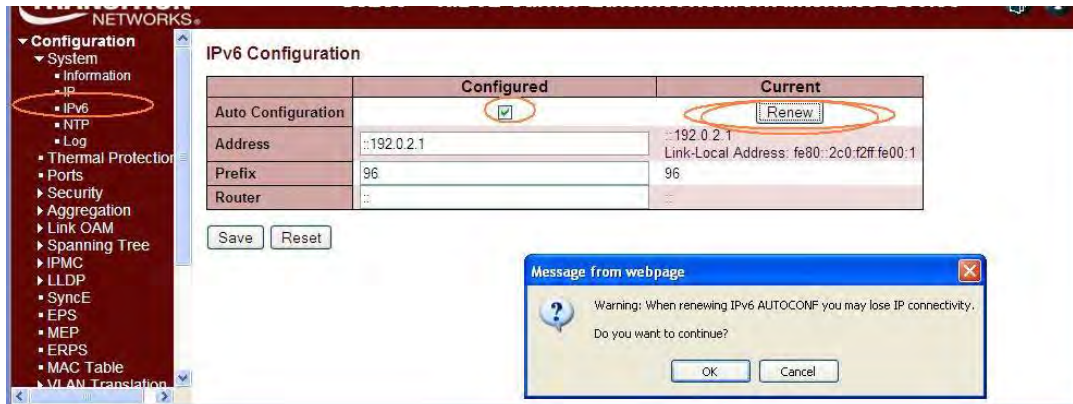 NETWORKS®
Configuration
System
Information
IP
IPv6
NTP
Log
Thermal Protection
Ports
Security
Aggregation
Link OAM
Spanning Tree
IPMC
LLDP
SyncE
EPS
MEP
ERPS
MAC Table
VLAN Translation
IPv6 Configuration
Configured Current
Auto Configuration Renew
Address ::192.0.2.1 ::192.0.2.1
Link-Local Address: fe80::2c0:f2ff:fe00:1
Prefix 96 96
Router :: ::
Save Reset
Message from webpage
Warning: When renewing IPv6 AUTOCONF you may lose IP connectivity.
Do you want to continue?
OK Cancel